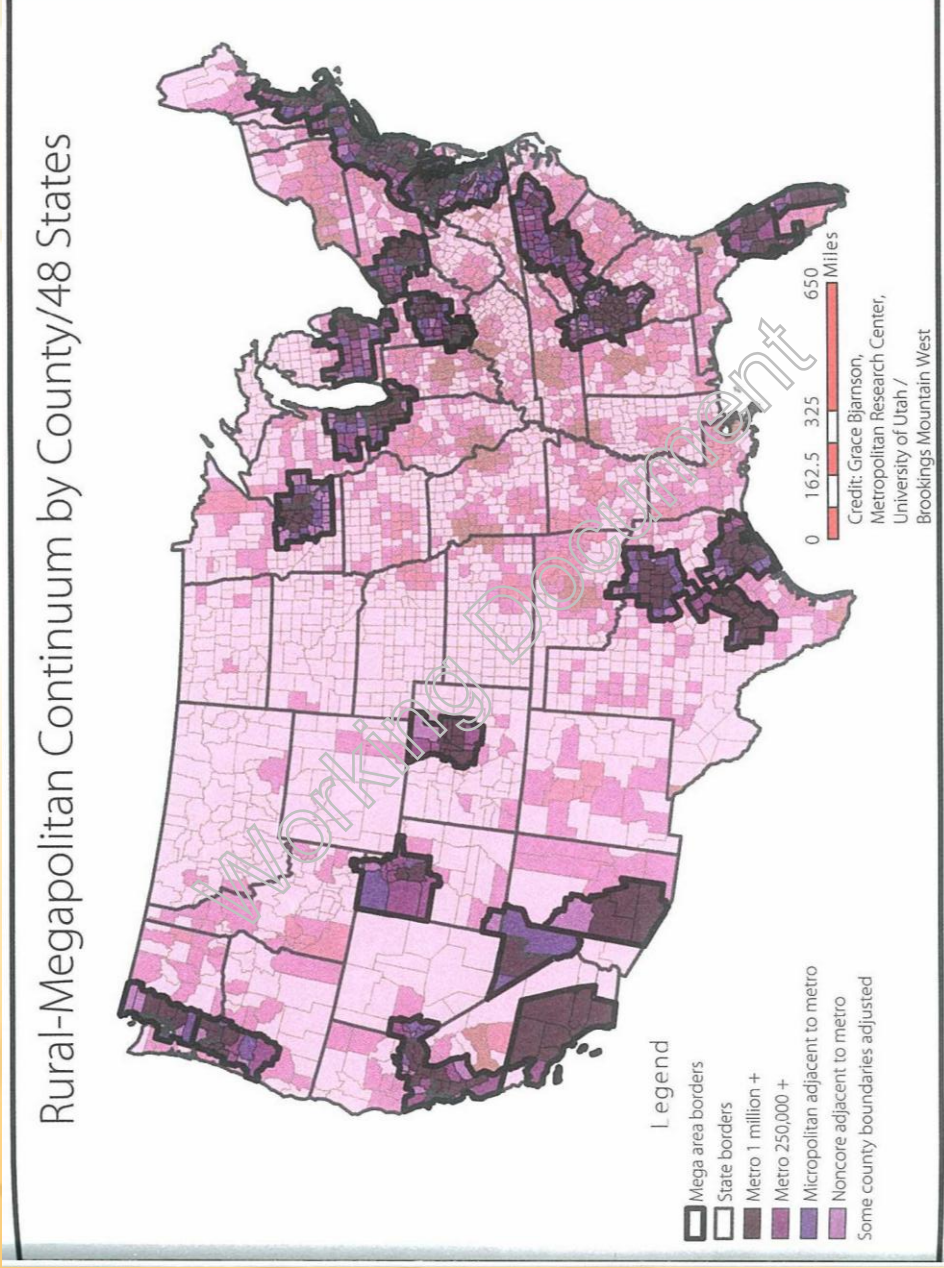 Rural-Megapolitan Continuum by County/48 States
Working Document
Legend
Mega area borders
State borders
Metro 1 million +
Metro 250,000 +
Micropolitan adjacent to metro
Noncore adjacent to metro
Some county boundaries adjusted
0 162.5 325 650
Miles
Credit: Grace Bjarnson,
Metropolitan Research Center,
University of Utah /
Brookings Mountain West